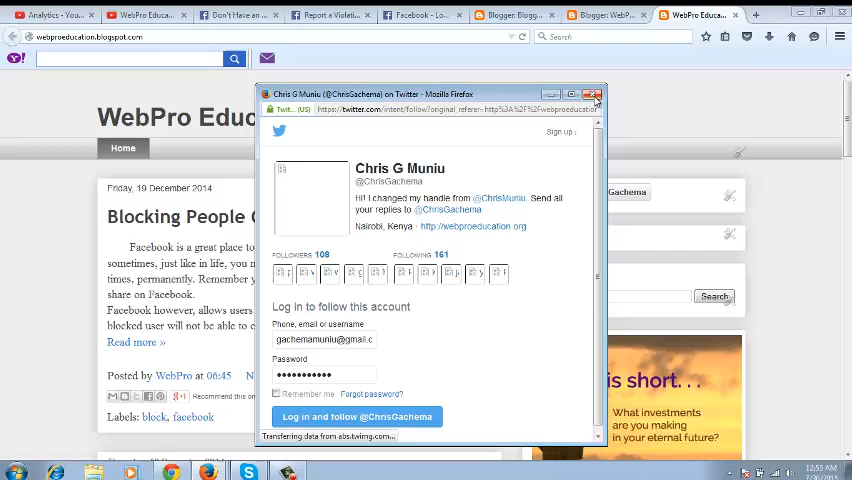 Analytics - You...
WebPro Educa...
Don't Have an ...
Report a Violati...
Facebook - Lo...
Blogger: Blogg...
Blogger: WebP...
WebPro Educa...
webproeducation.blogspot.com
Search
Y!
WebPro Educ
Home
Friday, 19 December 2014
Blocking People
Facebook is a great place to
sometimes, just like in life, you
times, permanently. Remember y
share on Facebook.
Facebook however, allows users
blocked user will not be able to c
Read more »
Posted by WebPro at 06:45
Recommend this on
Labels: block, facebook
Chris G Muniu (@ChrisGachema) on Twitter - Mozilla Firefox
Twit... (US)
https://twitter.com/intent/follow?original_referer=http%3A%2F%2Fwebproeducation
Sign up ›
Chris G Muniu
@ChrisGachema
Hi! I changed my handle from @ChrisMuniu. Send all
your replies to @ChrisGachema
Nairobi, Kenya · http://webproeducation.org
FOLLOWERS 108
FOLLOWING 161
Log in to follow this account
Phone, email or username
gachemamuniu@gmail.c
Password
Remember me
Forgot password?
Log in and follow @ChrisGachema
Transferring data from abs.twimg.com...
Gachema
Search
is short. . .
What investments
are you making
in your eternal future?
12:53 AM
7/30/2015